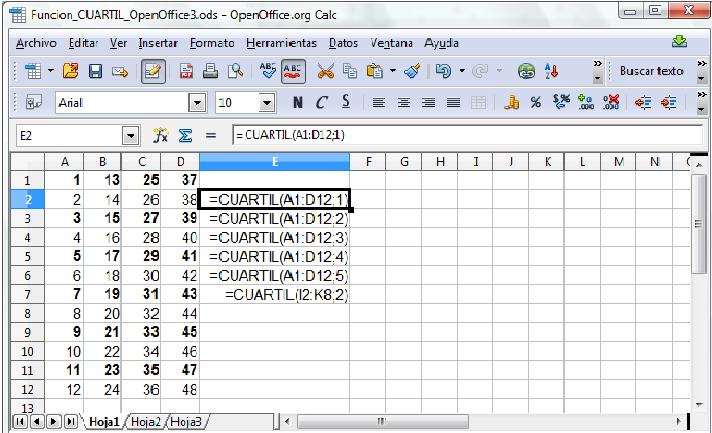 Funcion_CUARTIL_OpenOffice3.ods - OpenOffice.org Calc
Archivo Editar Ver Insertar Formato Herramientas Datos Ventana Ayuda
Buscar texto
Arial 10 N C S
E2 =CUARTIL(A1:D12;1)
A B C D E F G H I J K L M N
1 1 13 25 37
2 2 14 26 38 =CUARTIL(A1:D12;1)
3 3 15 27 39 =CUARTIL(A1:D12;2)
4 4 16 28 40 =CUARTIL(A1:D12;3)
5 5 17 29 41 =CUARTIL(A1:D12;4)
6 6 18 30 42 =CUARTIL(A1:D12;5)
7 7 19 31 43 =CUARTIL(I2:K8;2)
8 8 20 32 44
9 9 21 33 45
10 10 22 34 46
11 11 23 35 47
12 12 24 36 48
13
Hoja1 Hoja2 Hoja3